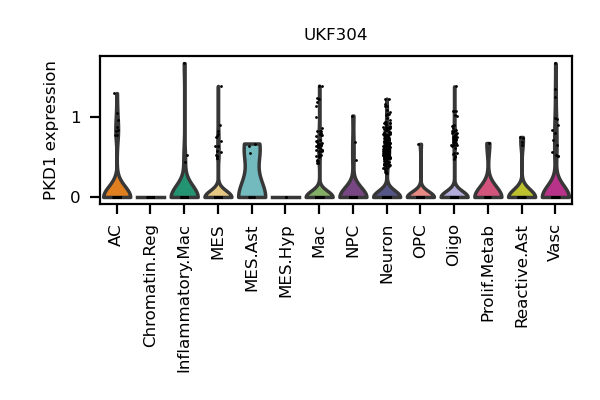 UKF304
PKD1 expression
1
0
AC
Chromatin.Reg
Inflammatory.Mac
MES
MES.Ast
MES.Hyp
Mac
NPC
Neuron
OPC
Oligo
Prolif.Metab
Reactive.Ast
Vasc